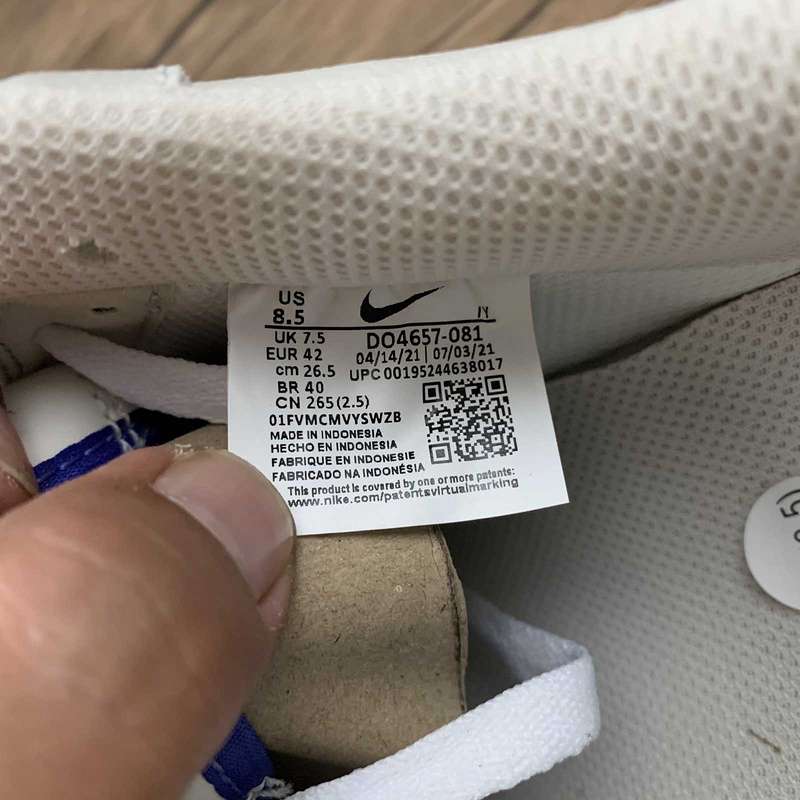 US
8.5
UK 7.5
DO4657-081
EUR 42
04/14/21 | 07/03/21
cm 26.5
UPC 00195244638017
BR 40
CN 265 (2.5)
01FVMCMVYSWZB
MADE IN INDONESIA
HECHO EN INDONESIA
FABRIQUE EN INDONESIE
FABRICADO NA INDONÉSIA
This product is covered by one or more patents:
www.nike.com/patentsvirtualmarking